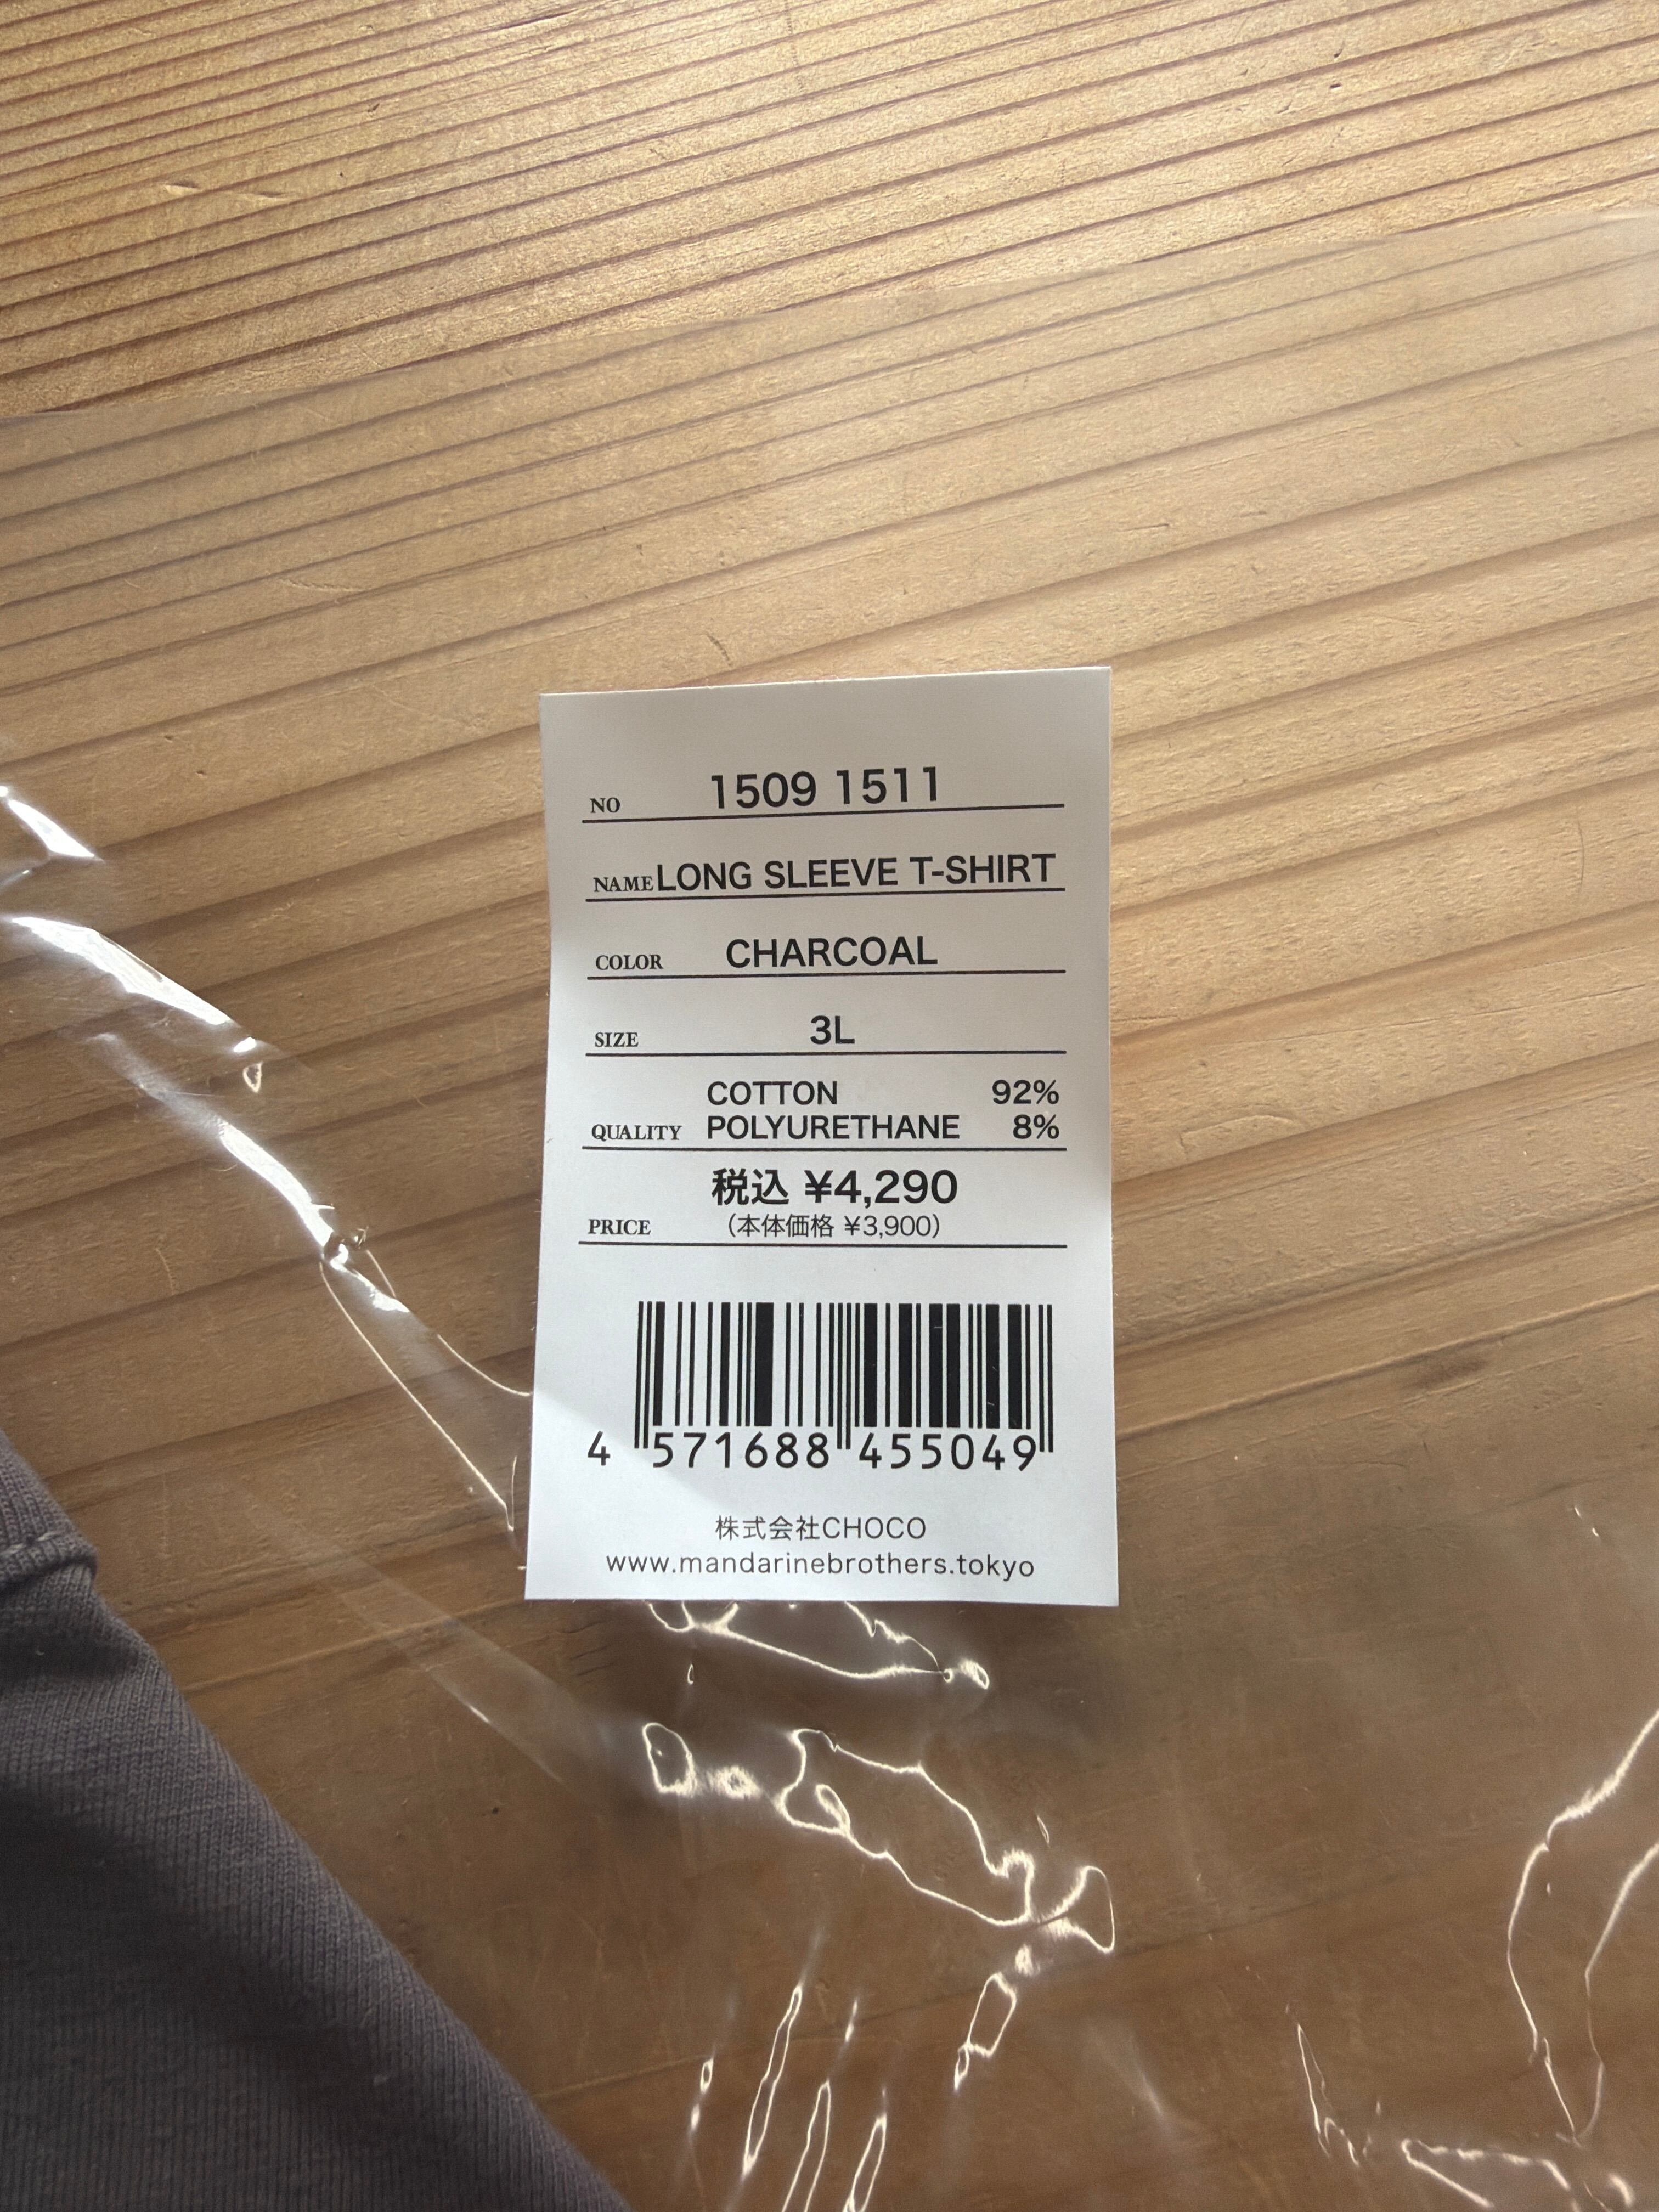 NO 1509 1511
NAME LONG SLEEVE T-SHIRT
COLOR CHARCOAL
SIZE 3L
COTTON 92%
QUALITY POLYURETHANE 8%
税込 ¥4,290
PRICE (本体価格 ¥3,900)
4 571688 455049
株式会社CHOCO
www.mandarinebrothers.tokyo